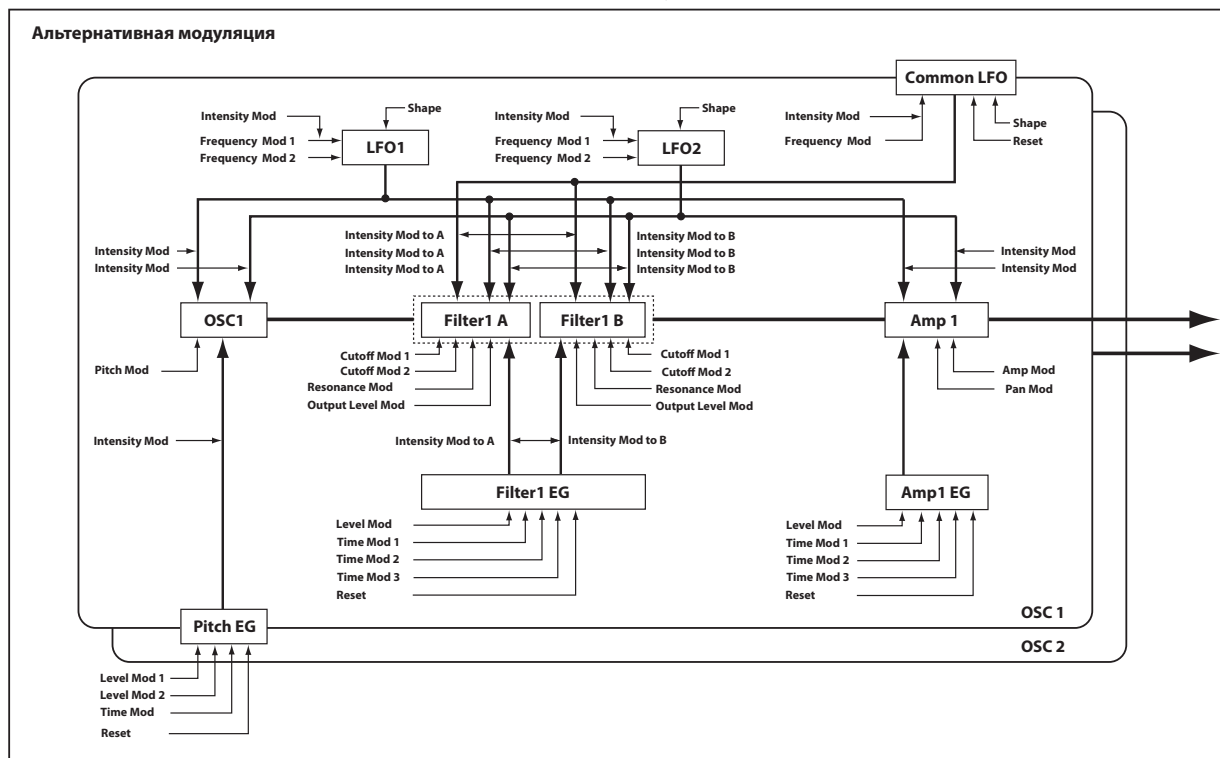 Альтернативная модуляция
Common LFO
Intensity Mod
Frequency Mod
Shape
Reset
Shape
Intensity Mod
Frequency Mod 1
Frequency Mod 2
LFO1
Shape
Intensity Mod
Frequency Mod 1
Frequency Mod 2
LFO2
Intensity Mod
Intensity Mod
Intensity Mod to A
Intensity Mod to A
Intensity Mod to A
Intensity Mod to B
Intensity Mod to B
Intensity Mod to B
Intensity Mod
Intensity Mod
OSC1
Filter1 A
Filter1 B
Amp 1
Pitch Mod
Cutoff Mod 1
Cutoff Mod 2
Resonance Mod
Output Level Mod
Cutoff Mod 1
Cutoff Mod 2
Resonance Mod
Output Level Mod
Amp Mod
Pan Mod
Intensity Mod
Intensity Mod to A
Intensity Mod to B
Filter1 EG
Amp1 EG
Level Mod
Time Mod 1
Time Mod 2
Time Mod 3
Reset
Level Mod
Time Mod 1
Time Mod 2
Time Mod 3
Reset
OSC 1
Pitch EG
OSC 2
Level Mod 1
Level Mod 2
Time Mod
Reset